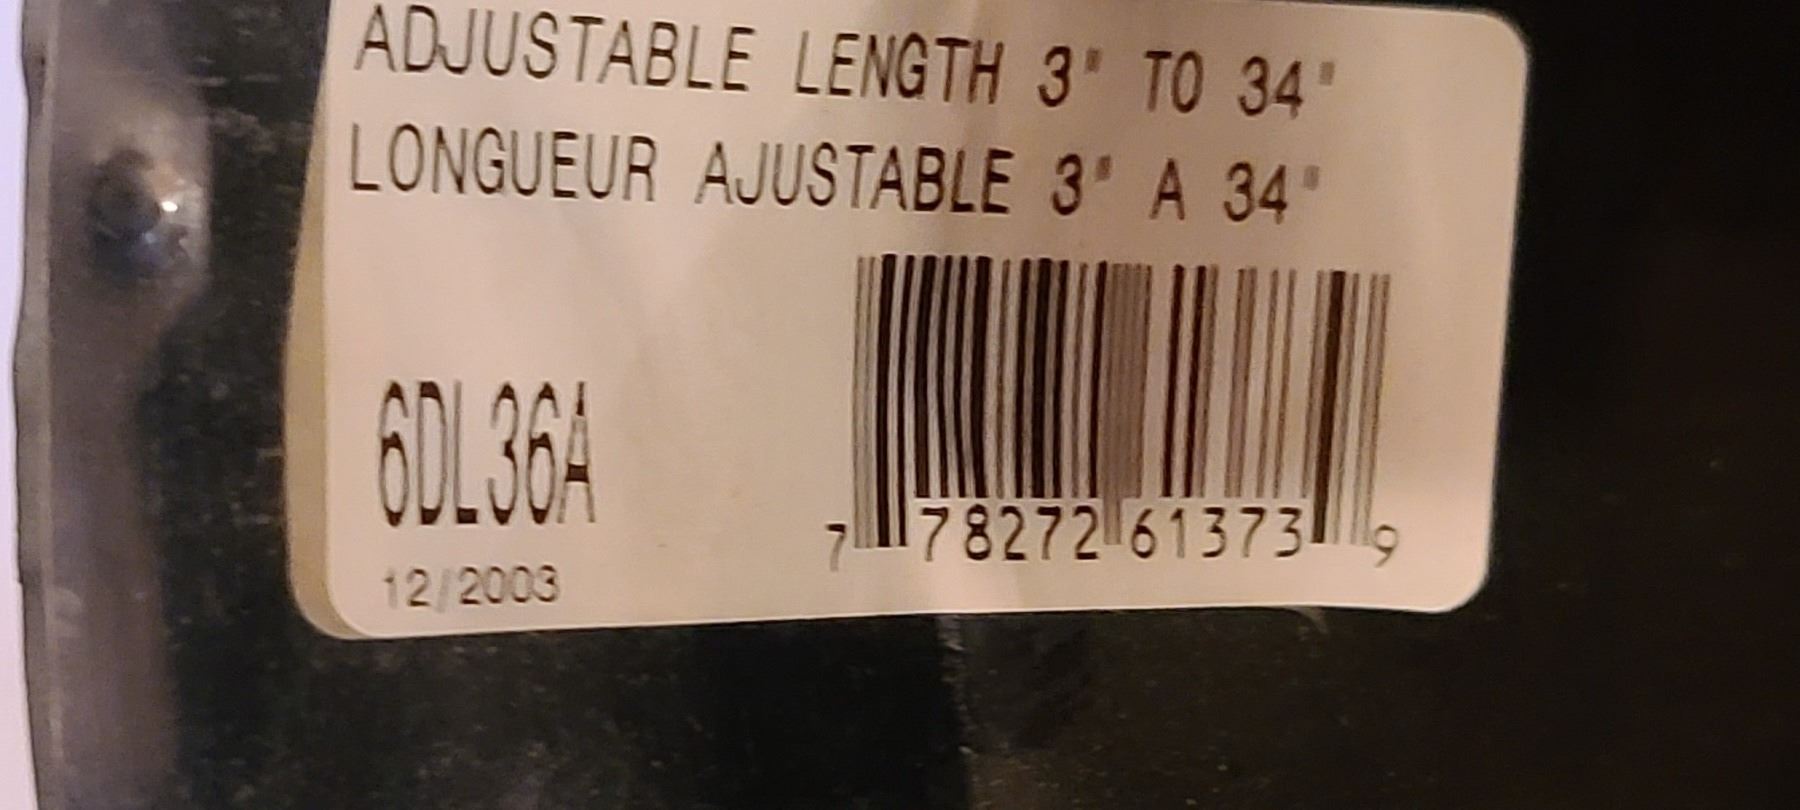 ADJUSTABLE LENGTH 3" TO 34"
LONGUEUR AJUSTABLE 3" A 34"
6DL36A
12/2003
7 78272 61373 9